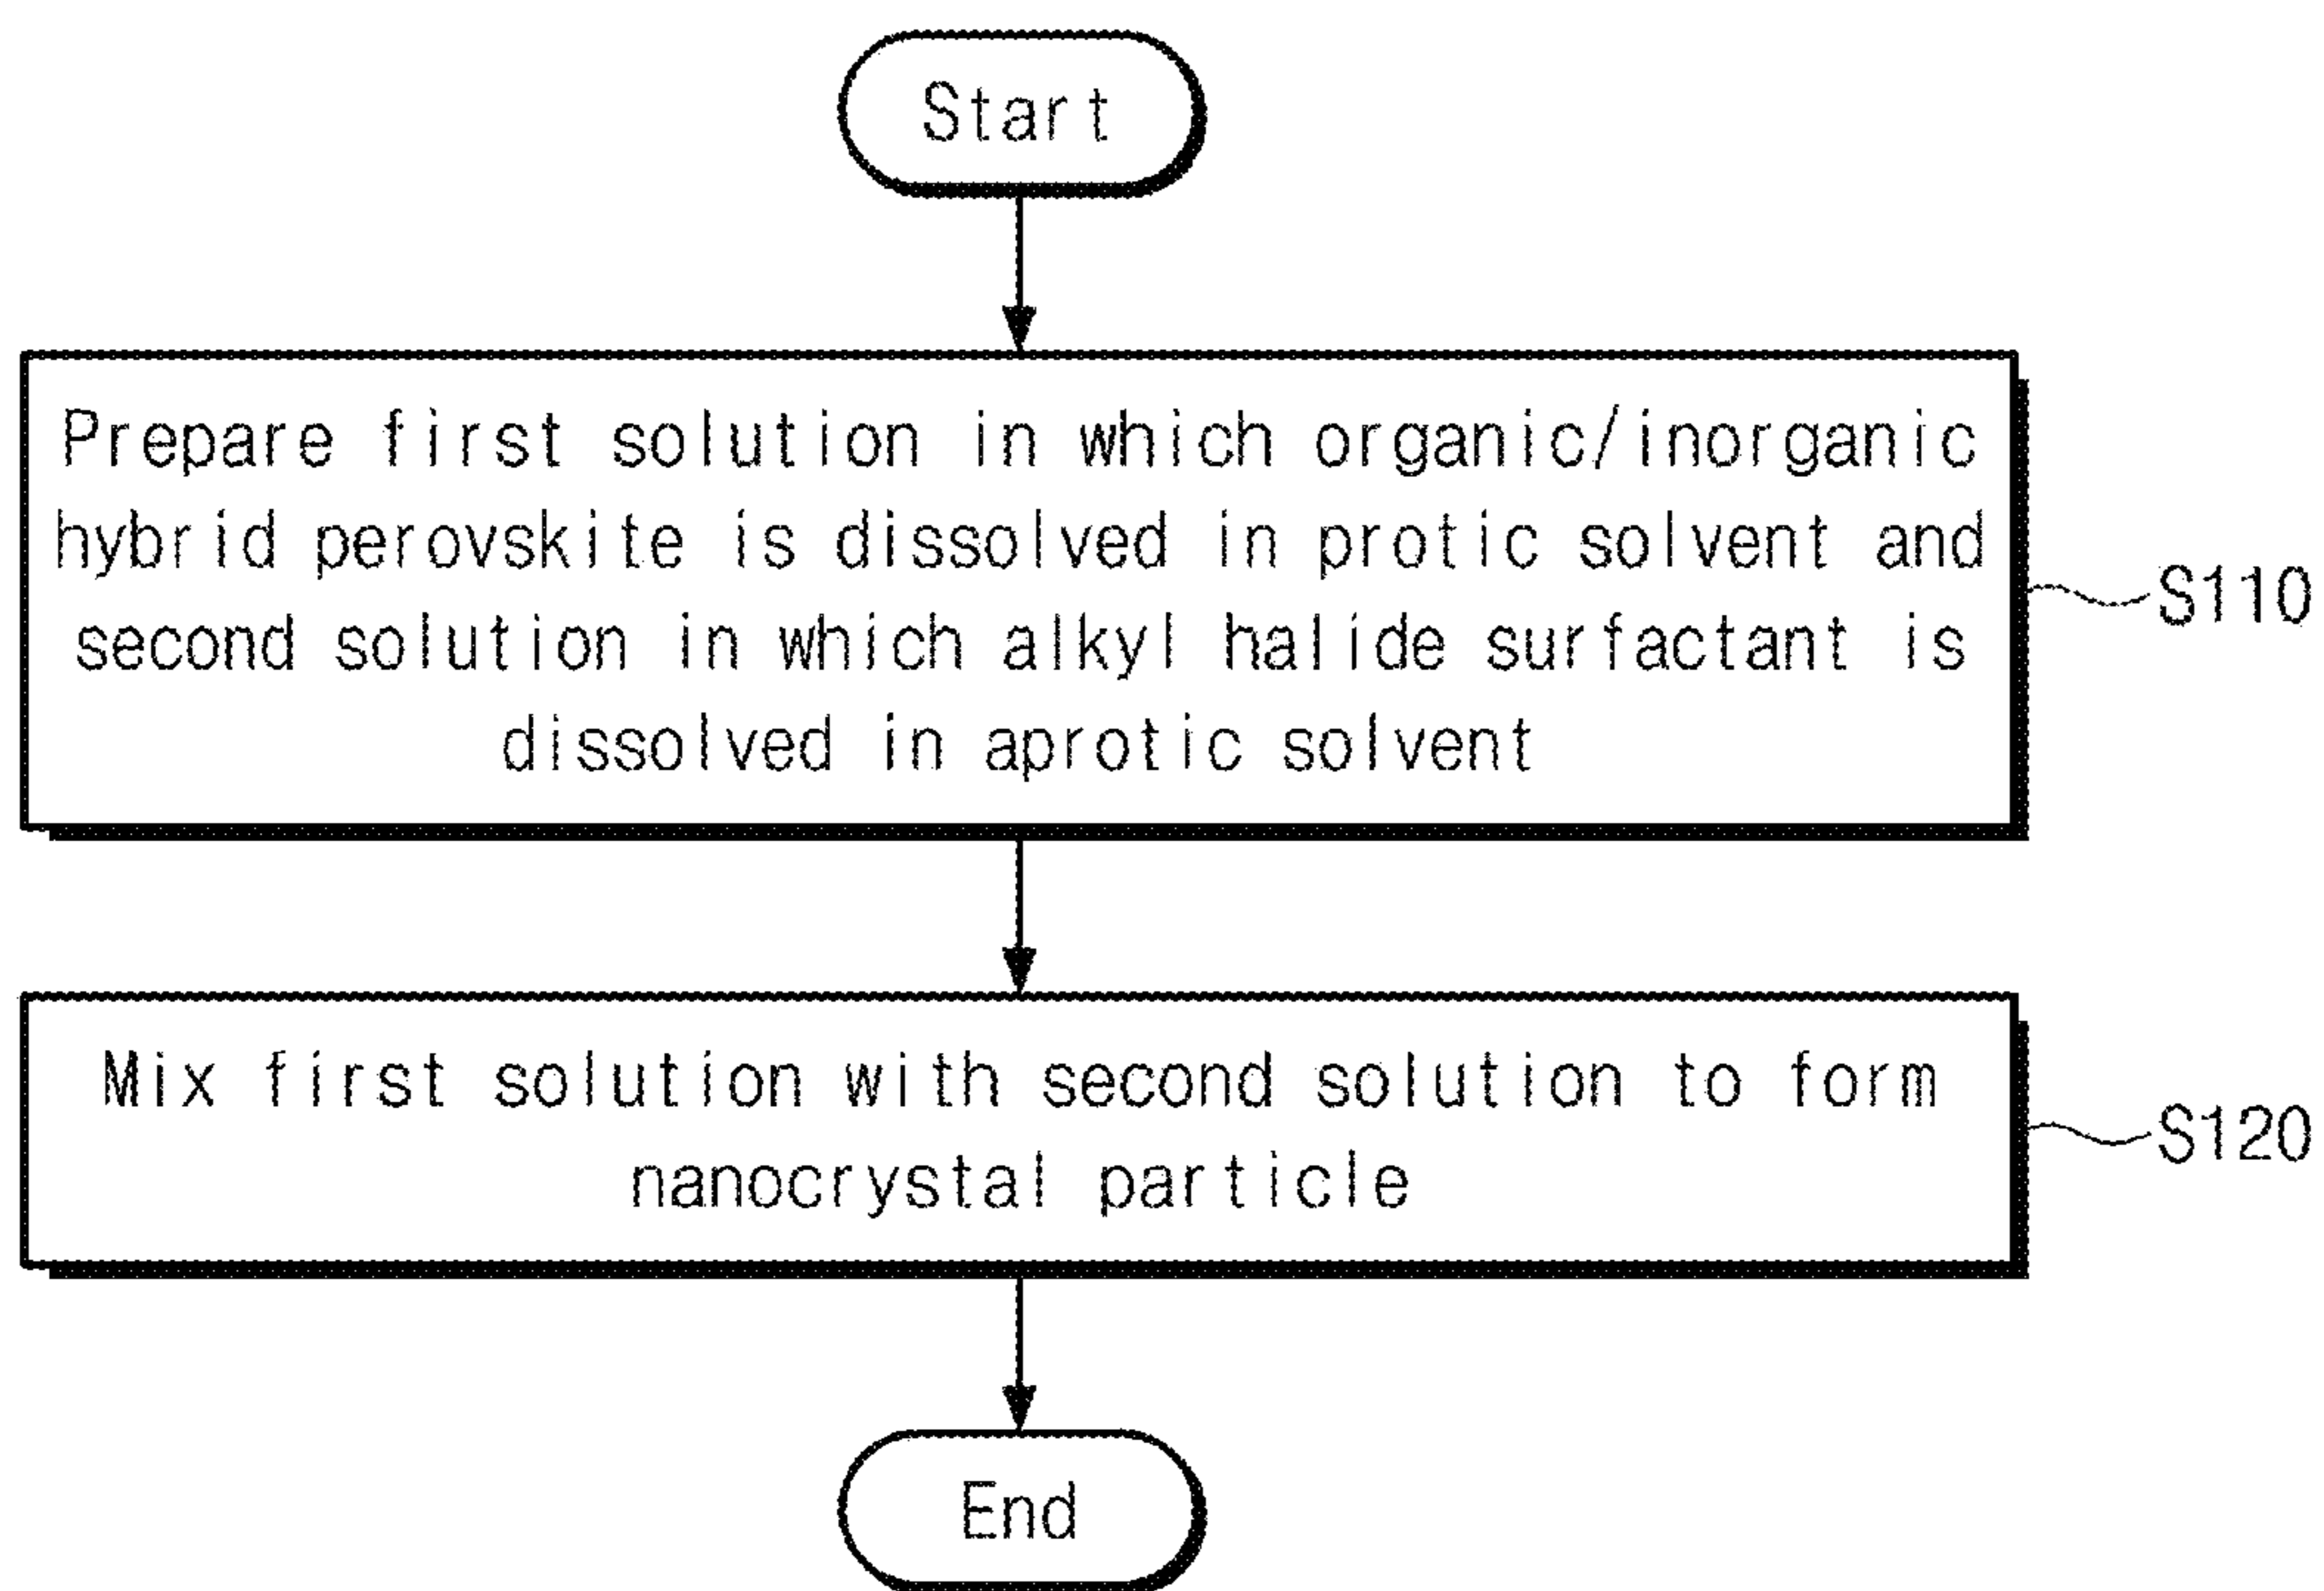 Start
Prepare first solution in which organic/inorganic
hybrid perovskite is dissolved in protic solvent and
second solution in which alkyl halide surfactant is
dissolved in aprotic solvent
S110
Mix first solution with second solution to form
nanocrystal particle
S120
End